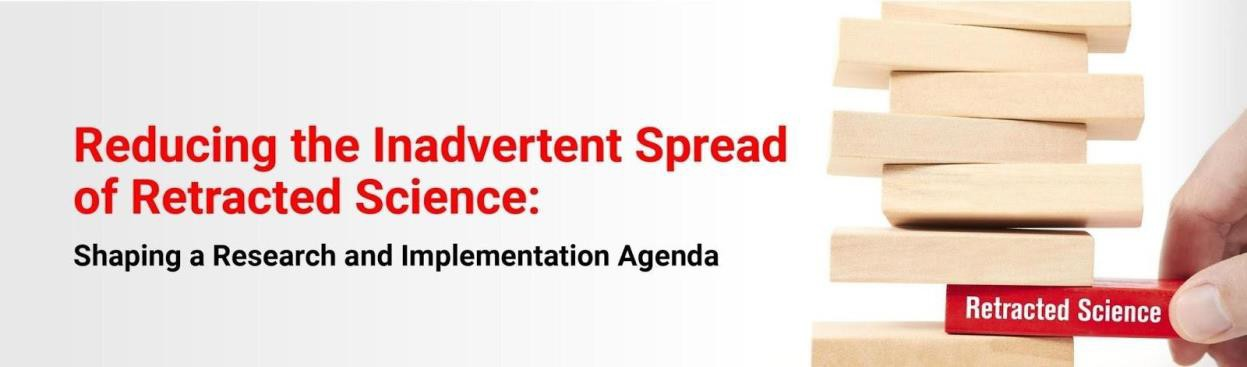 Reducing the Inadvertent Spread
of Retracted Science:
Shaping a Research and Implementation Agenda
Retracted Science